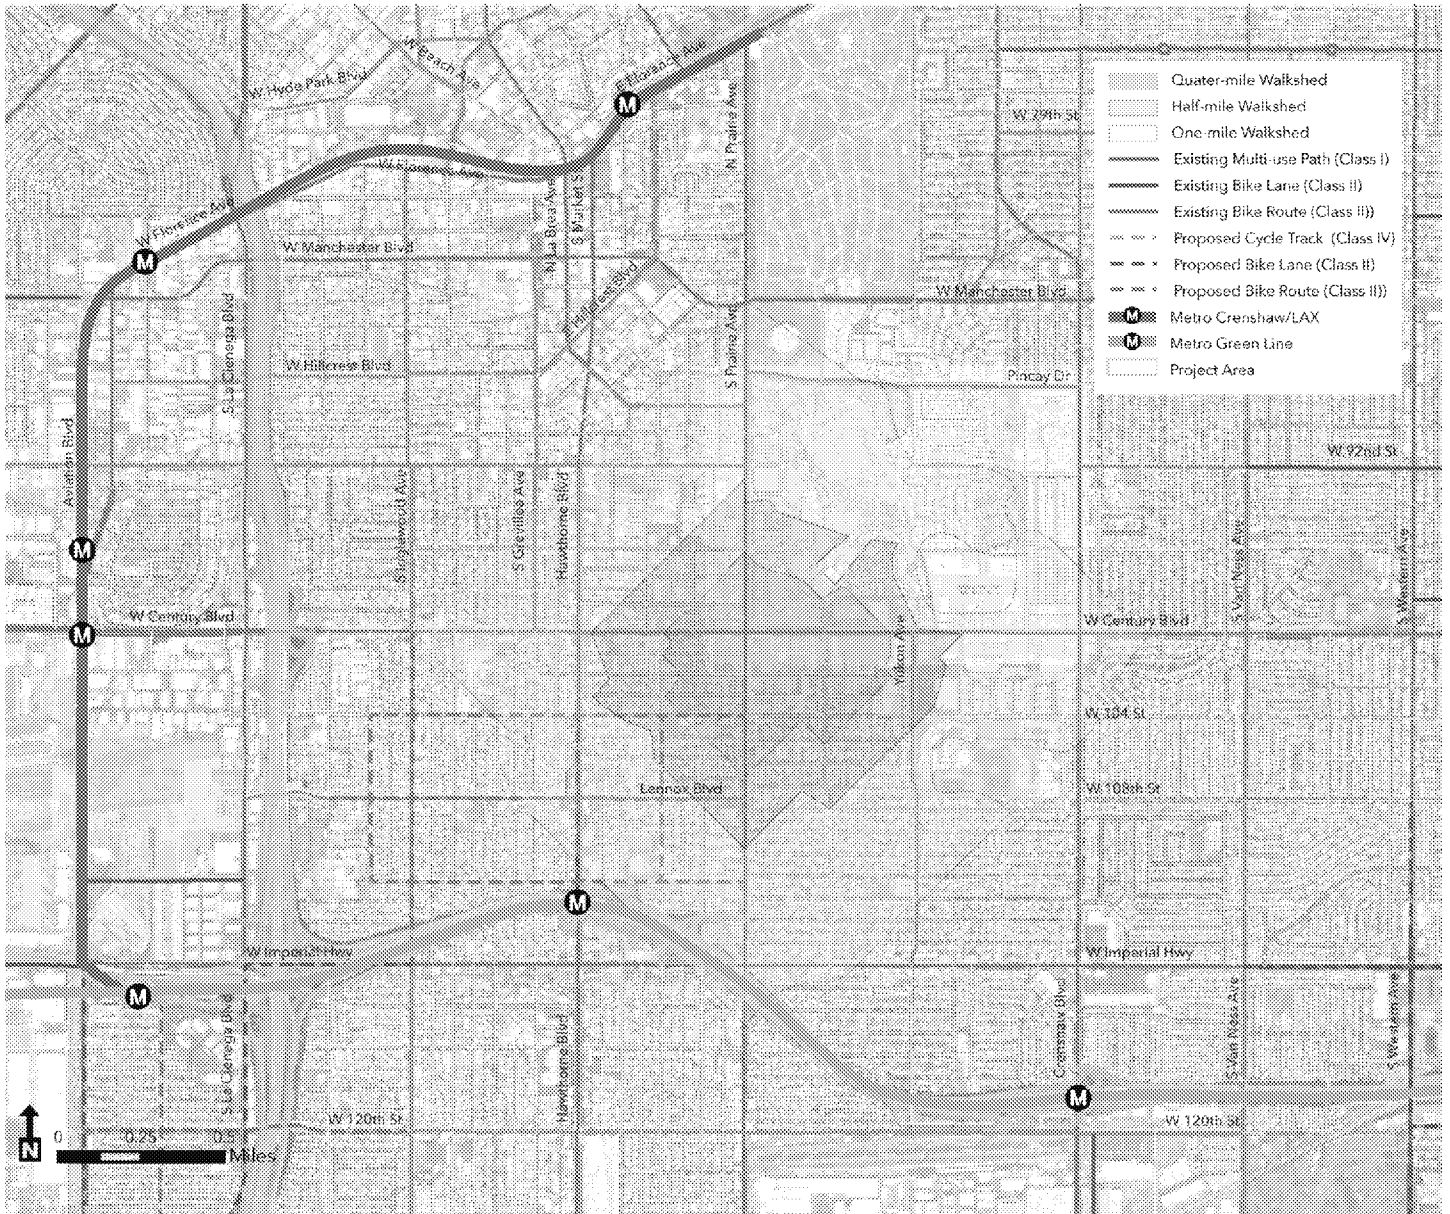 W Beach Ave
W Hyde Park Blvd
E Florence Ave
N Prairie Ave
W 79th St
Quater-mile Walkshed
Half-mile Walkshed
One-mile Walkshed
Existing Multi-use Path (Class I)
Existing Bike Lane (Class II)
Existing Bike Route (Class II))
Proposed Cycle Track (Class IV)
Proposed Bike Lane (Class II)
Proposed Bike Route (Class II))
M Metro Crenshaw/LAX
M Metro Green Line
Project Area
M
W Florence Ave
W Florence Ave
M
N La Brea Ave
S Market St
W Manchester Blvd
W Manchester Blvd
S La Cienega Blvd
E Hillcrest Blvd
S Prairie Ave
W Hillcrest Blvd
Pincay Dr
Aviation Blvd
W 92nd St
S Inglewood Ave
S Grevillea Ave
Hawthorne Blvd
S Van Ness Ave
S Western Ave
M
W Century Blvd
W Century Blvd
M
Yukon Ave
W 104 St
Lennox Blvd
W 108th St
M
W Imperial Hwy
W Imperial Hwy
M
S La Cienega Blvd
Hawthorne Blvd
Crenshaw Blvd
S Van Ness Ave
S Western Ave
M
W 120th St
W 120th St
N
0 0.25 0.5
Miles